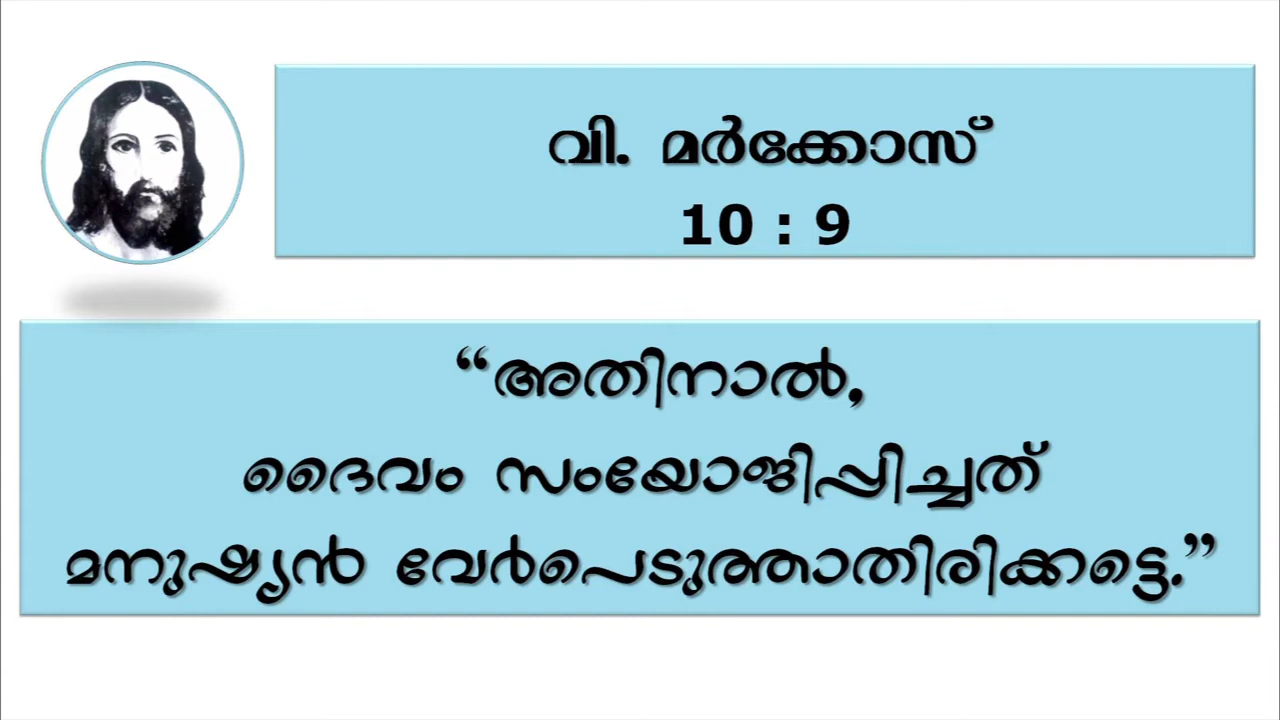 വി. മർക്കോസ്
10 : 9
“അതിനാൽ,
ദൈവം സംയോജിപ്പിച്ചത്
മനുഷ്യൻ വേർപെടുത്താതിരിക്കട്ടെ.”